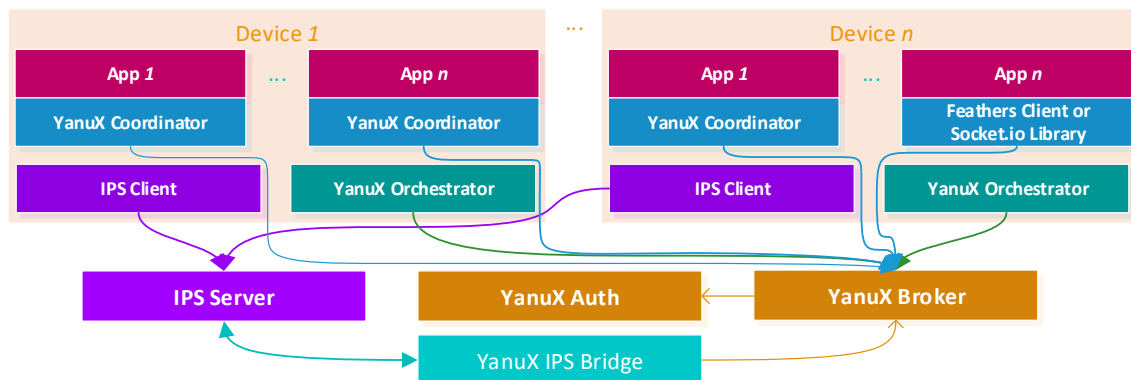 Device 1
...
Device n
App 1
...
App n
App 1
...
App n
YanuX Coordinator
YanuX Coordinator
YanuX Coordinator
Feathers Client or
Socket.io Library
IPS Client
YanuX Orchestrator
IPS Client
YanuX Orchestrator
IPS Server
YanuX Auth
YanuX Broker
YanuX IPS Bridge